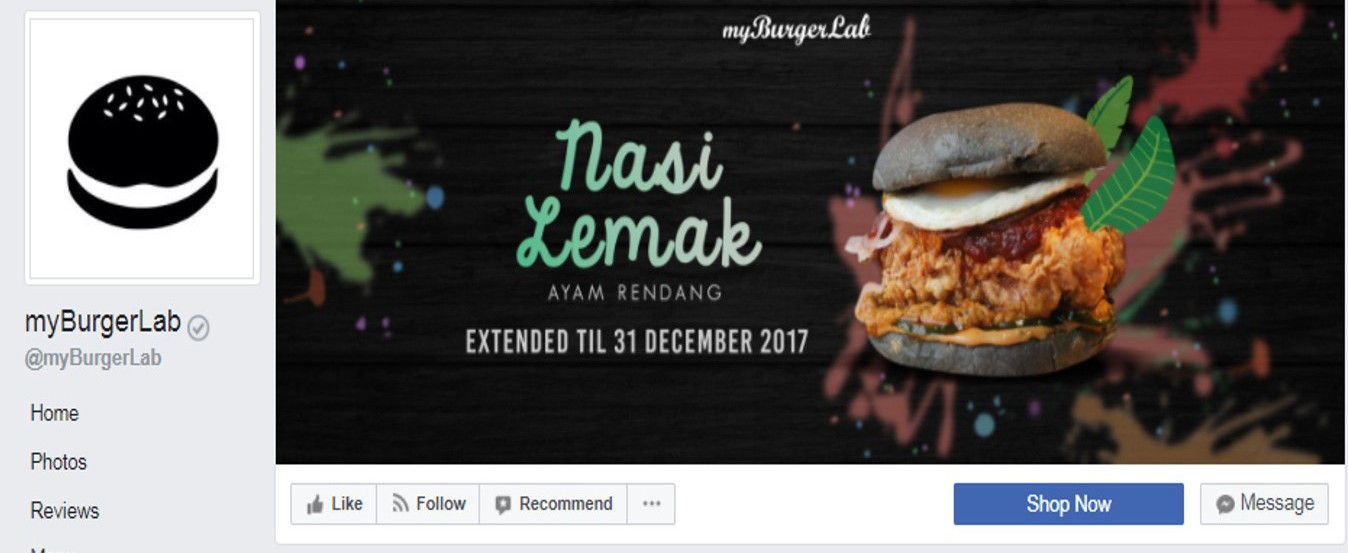 myBurgerLab
Nasi
Lemak
AYAM RENDANG
EXTENDED TIL 31 DECEMBER 2017
myBurgerLab
@myBurgerLab
Home
Photos
Reviews
Like
Follow
Recommend
Shop Now
Message